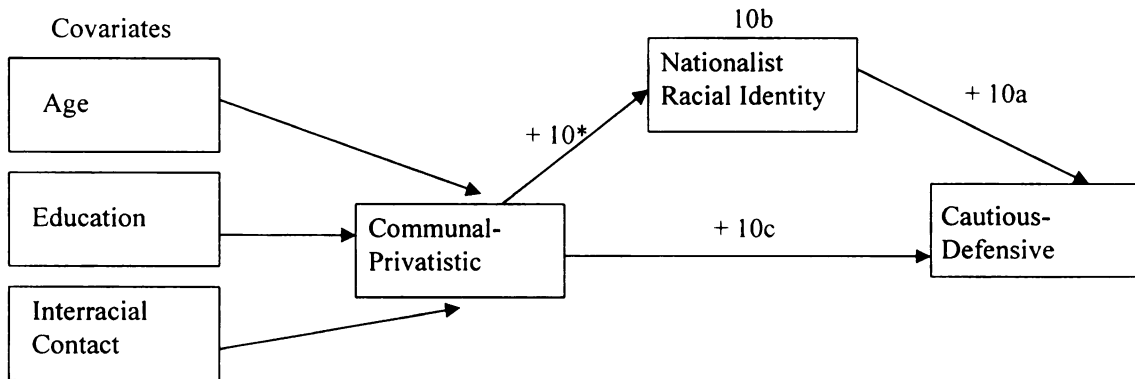 Covariates
Age
Education
Interracial
Contact
Communal-
Privatistic
+ 10*
10b
Nationalist
Racial Identity
+ 10a
+ 10c
Cautious-
Defensive